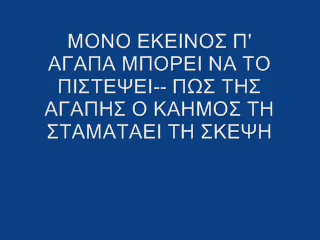 ΜΟΝΟ ΕΚΕΙΝΟΣ Π'
ΑΓΑΠΑ ΜΠΟΡΕΙ ΝΑ ΤΟ
ΠΙΣΤΕΨΕΙ-- ΠΩΣ ΤΗΣ
ΑΓΑΠΗΣ Ο ΚΑΗΜΟΣ ΤΗ
ΣΤΑΜΑΤΑΕΙ ΤΗ ΣΚΕΨΗ